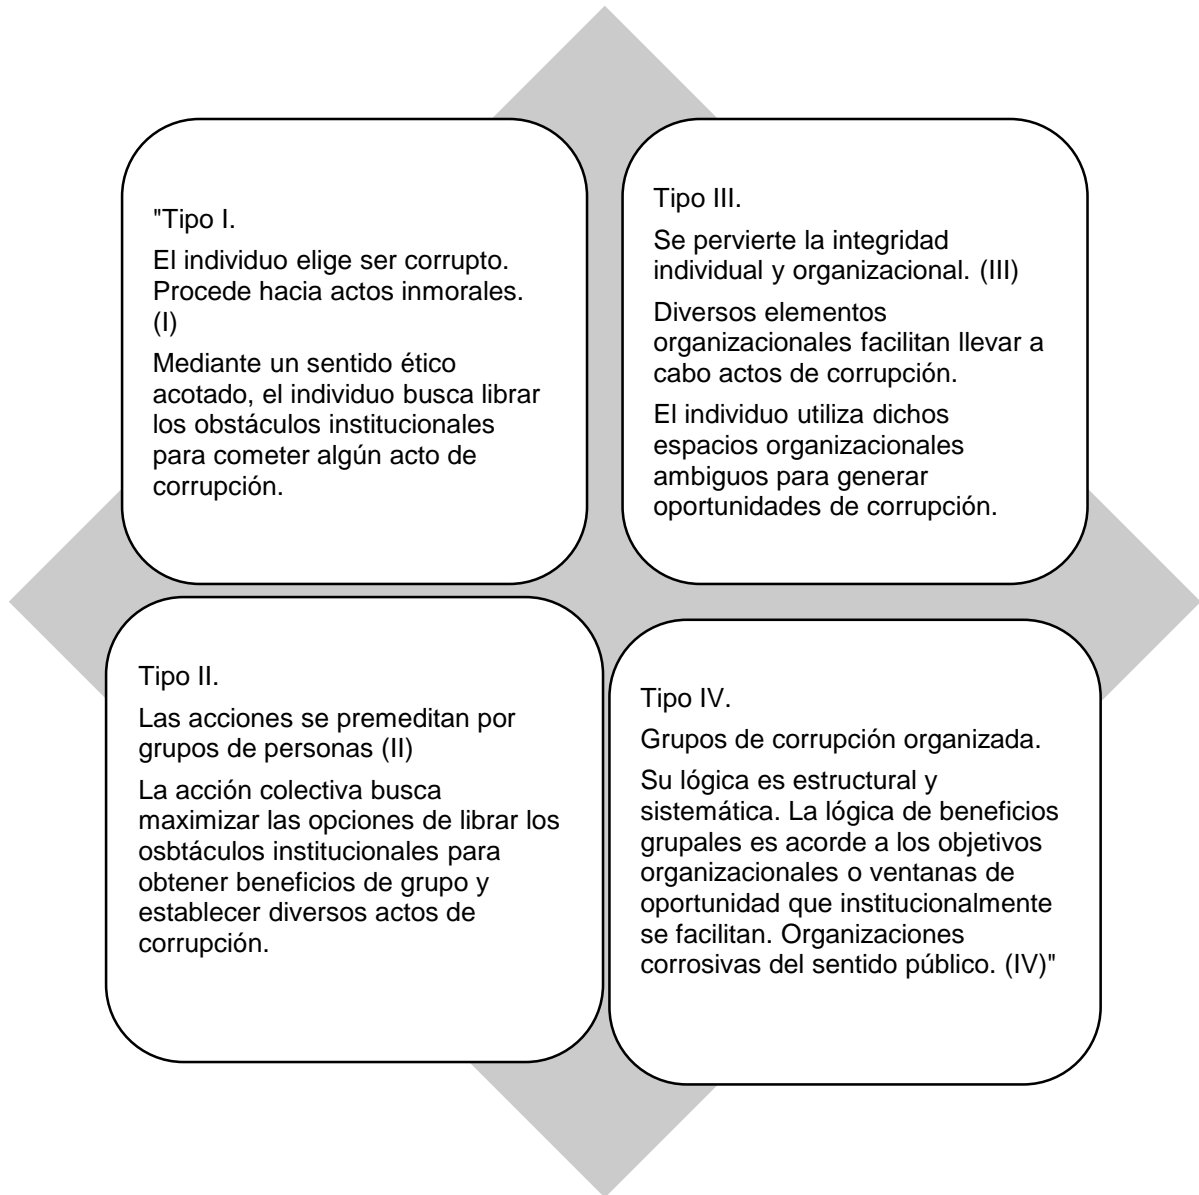 "Tipo I.
El individuo elige ser corrupto.
Procede hacia actos inmorales.
(I)
Mediante un sentido ético
acotado, el individuo busca librar
los obstáculos institucionales
para cometer algún acto de
corrupción.
Tipo III.
Se pervierte la integridad
individual y organizacional. (III)
Diversos elementos
organizacionales facilitan llevar a
cabo actos de corrupción.
El individuo utiliza dichos
espacios organizacionales
ambiguos para generar
oportunidades de corrupción.
Tipo II.
Las acciones se premeditan por
grupos de personas (II)
La acción colectiva busca
maximizar las opciones de librar los
osbtáculos institucionales para
obtener beneficios de grupo y
establecer diversos actos de
corrupción.
Tipo IV.
Grupos de corrupción organizada.
Su lógica es estructural y
sistemática. La lógica de beneficios
grupales es acorde a los objetivos
organizacionales o ventanas de
oportunidad que institucionalmente
se facilitan. Organizaciones
corrosivas del sentido público. (IV)"